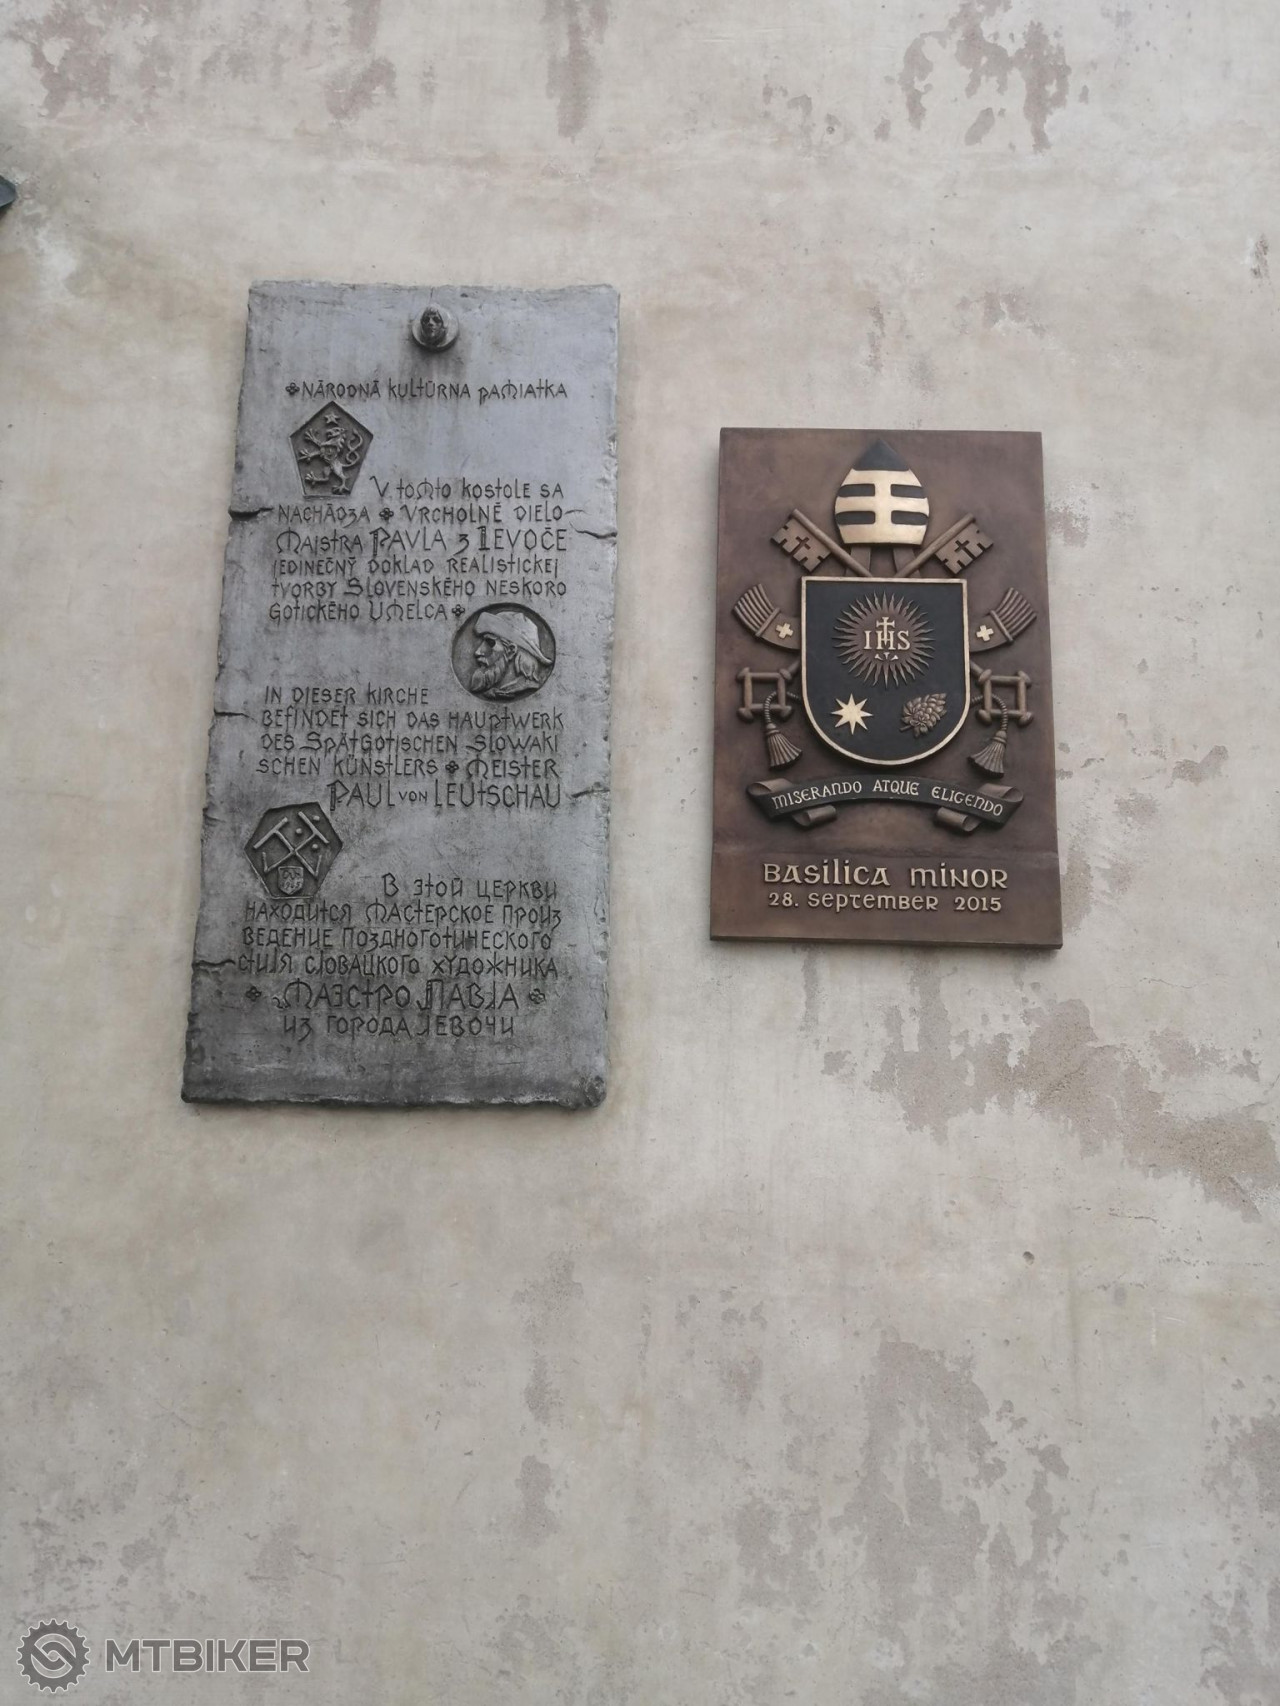 NÁRODNÁ KULTÚRNA PAMIATKA
V TOMTO KOSTOLE SA
NACHÁDZA VRCHOLNÉ DIELO
MAJSTRA PAVLA Z LEVOČE
JEDINEČNÝ DOKLAD REALISTICKEJ
TVORBY SLOVENSKÉHO NESKORO
GOTICKÉHO UMELCA
IN DIESER KIRCHE
BEFINDET SICH DAS HAUPTWERK
DES SPÄTGOTISCHEN SLOWAKI
SCHEN KÜNSTLERS MEISTER
PAUL VON LEUTSCHAU
В ЭТОЙ ЦЕРКВИ
НАХОДИТСЯ МАСТЕРСКОЕ ПРОИЗ
ВЕДЕНИЕ ПОЗДНОГОТИЧЕСКОГО
СТИЛЯ СЛОВАЦКОГО ХУДОЖНИКА
МАЭСТРО ПАВЛА
ИЗ ГОРОДА ЛЕВОЧИ
IHS
MISERANDO ATQUE ELIGENDO
BASILICA MINOR
28. SEPTEMBER 2015
MTBIKER